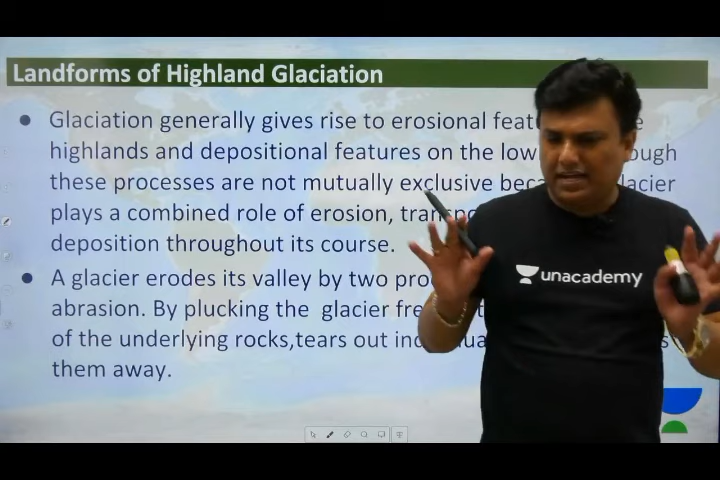 Landforms of Highland Glaciation
Glaciation generally gives rise to erosional
highlands and depositional features on the
these processes are not mutually exclusive
plays a combined role of erosion,
deposition throughout its course.
A glacier erodes its valley by two
abrasion. By plucking the glacier
of the underlying rocks,tears out
them away.
unacademy